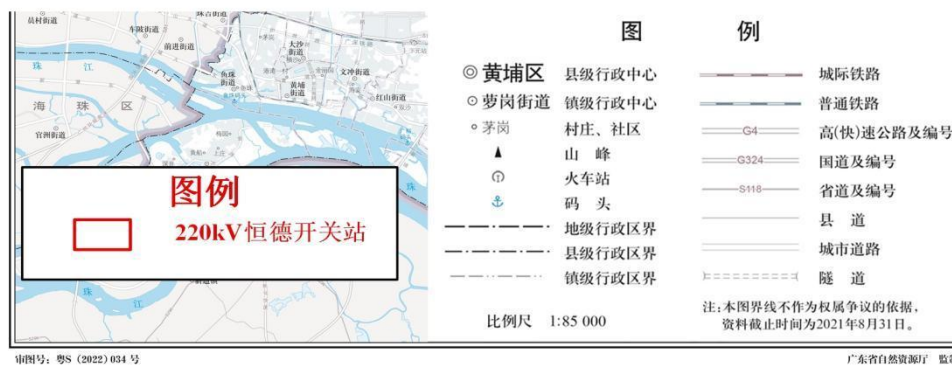 员村街道
车陂街道
前进街道
珠吉街道
茅岗
大沙街道
鱼珠街道
黄埔街道
文冲街道
红山街道
珠 江
海 珠 区
官洲街道
珠
图例
220kV恒德开关站
珠 江
图 例
黄埔区 县级行政中心
萝岗街道 镇级行政中心
茅岗 村庄、社区
山 峰
火车站
码 头
地级行政区界
县级行政区界
镇级行政区界
比例尺 1:85 000
城际铁路
普通铁路
G4 高(快)速公路及编号
G324 国道及编号
S118 省道及编号
县 道
城市道路
隧 道
注:本图界线不作为权属争议的依据,
资料截止时间为2021年8月31日。
审图号:粤S (2022) 034 号
广东省自然资源厅 监